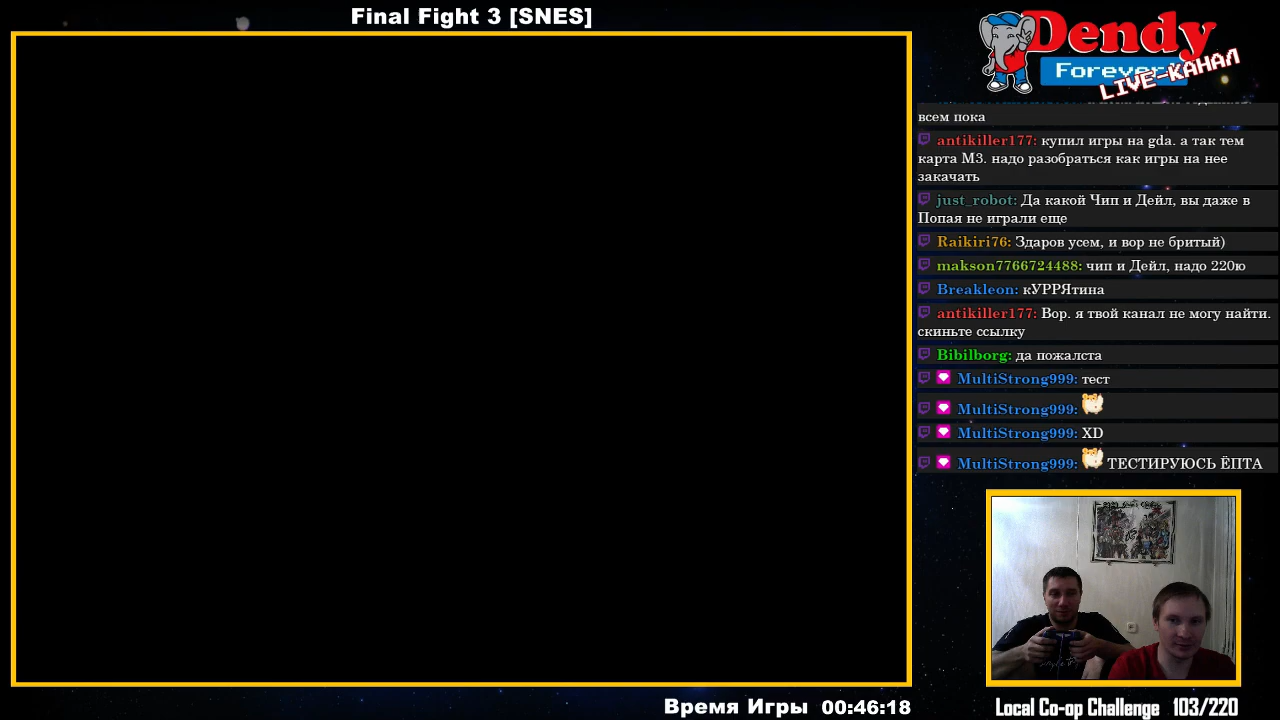 Final Fight 3 [SNES]
Dendy
Forever!
LIVE-КАНАЛ
всем пока
antikiller177: купил игры на gda. а так тем
карта М3. надо разобраться как игры на нее
закачать
just_robot: Да какой Чип и Дейл, вы даже в
Попая не играли еще
Raikiri76: Здаров усем, и вор не бритый)
makson7766724488: чип и Дейл, надо 220ю
Breakleon: кУРРЯтина
antikiller177: Вор. я твой канал не могу найти.
скиньте ссылку
Bibilborg: да пожалста
MultiStrong999: тест
MultiStrong999:
MultiStrong999: XD
MultiStrong999: ТЕСТИРУЮСЬ ЁПТА
Время Игры 00:46:18
Local Co-op Challenge 103/220